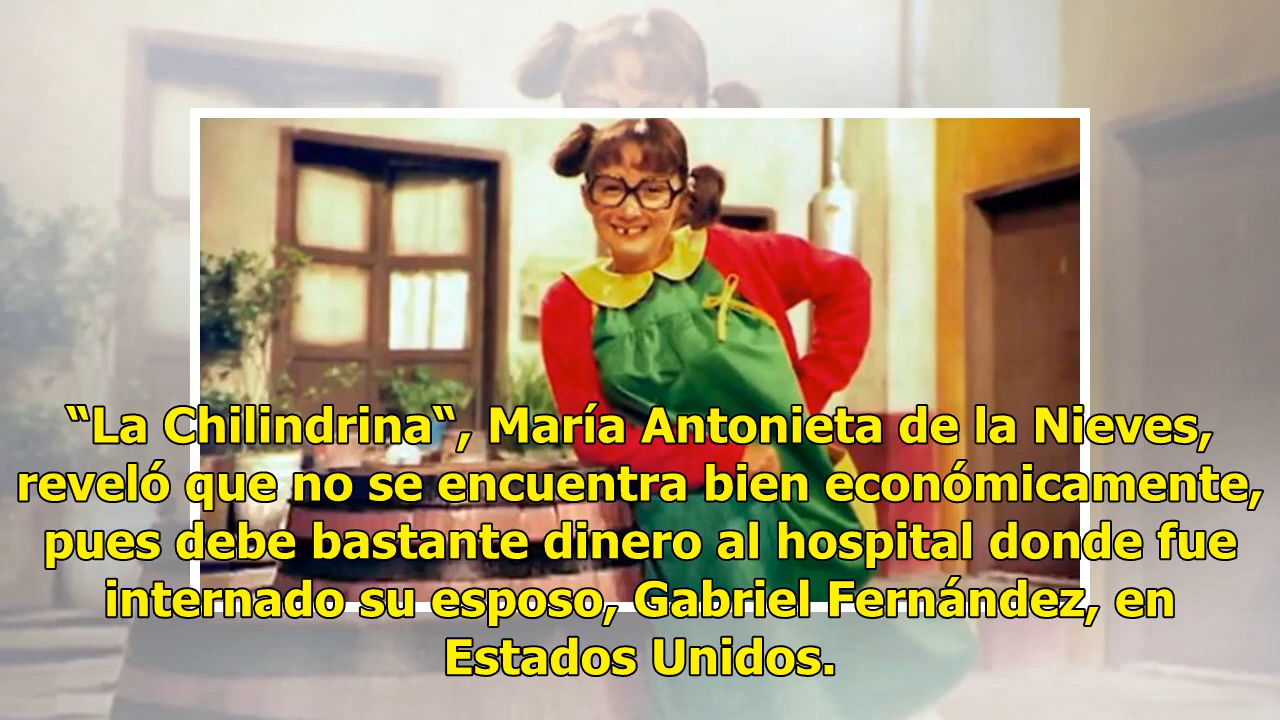 “La Chilindrina“, María Antonieta de la Nieves,
reveló que no se encuentra bien económicamente,
pues debe bastante dinero al hospital donde fue
internado su esposo, Gabriel Fernández, en
Estados Unidos.